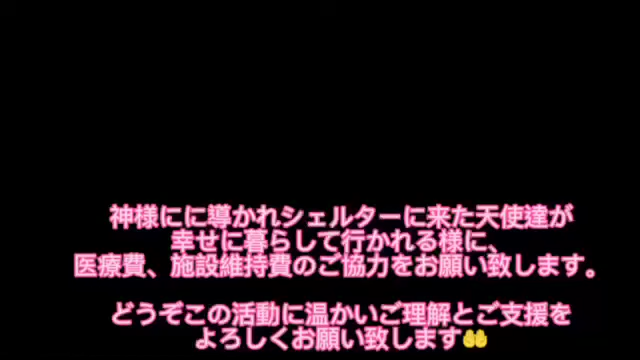 神様にに導かれシェルターに来た天使達が
幸せに暮らして行かれる様に、
医療費、施設維持費のご協力をお願い致します。
どうぞこの活動に温かいご理解とご支援を
よろしくお願い致します🤲